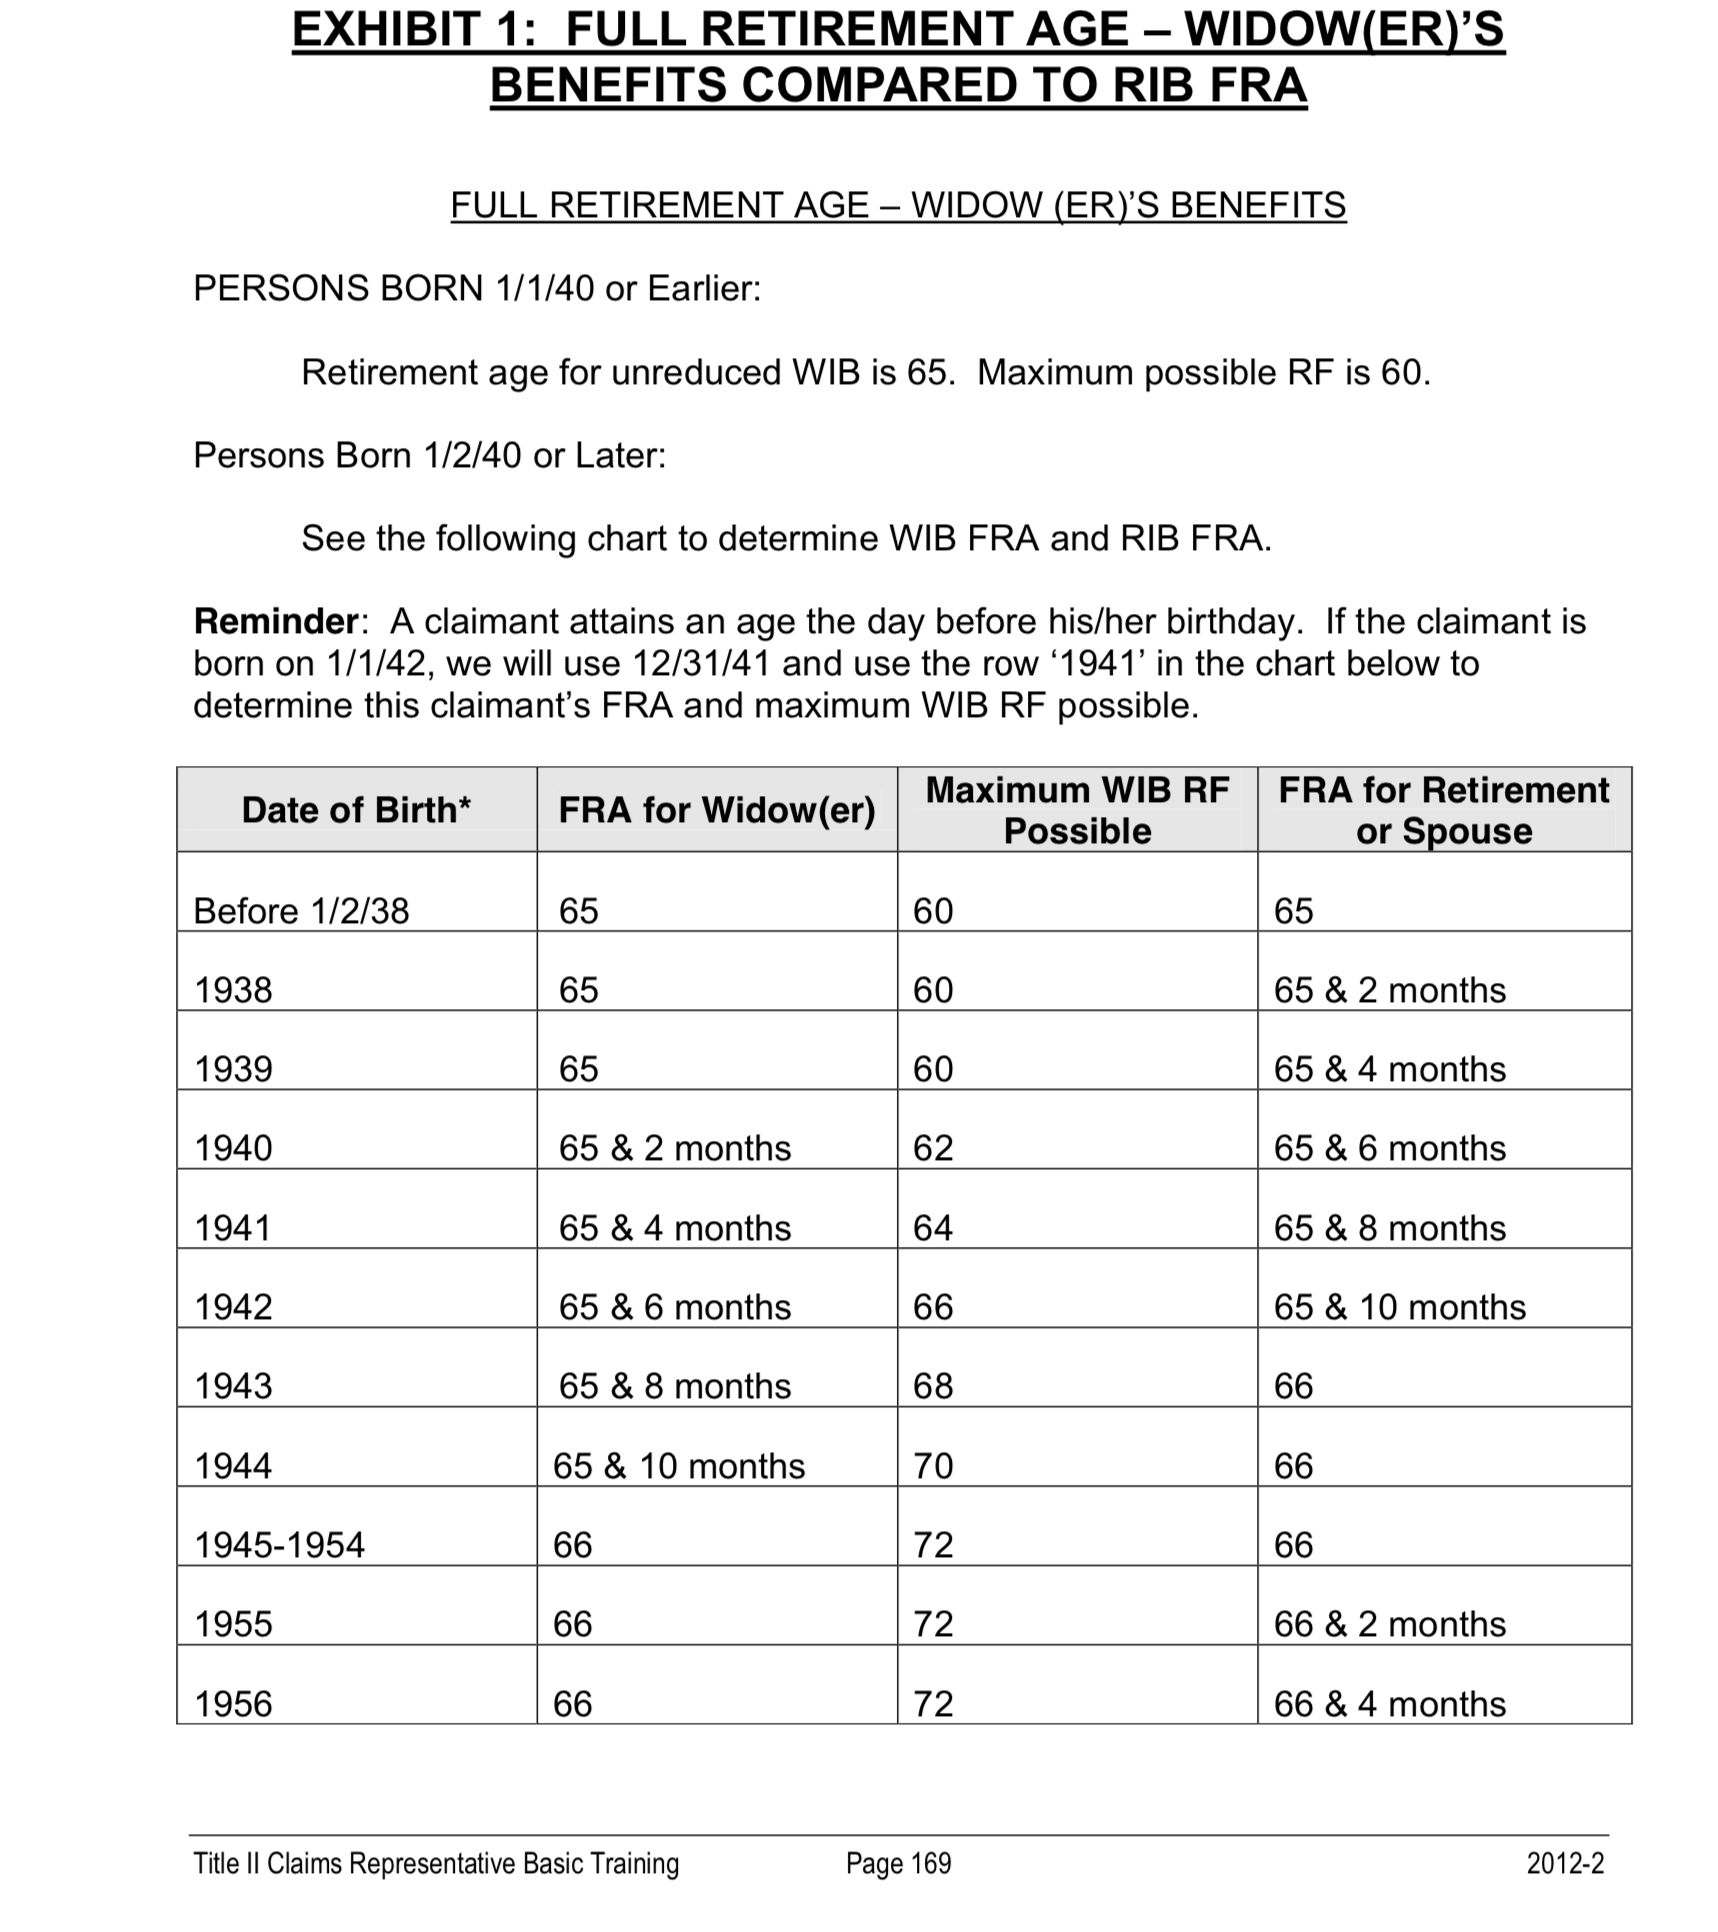 EXHIBIT 1: FULL RETIREMENT AGE – WIDOW(ER)’S
BENEFITS COMPARED TO RIB FRA
FULL RETIREMENT AGE – WIDOW (ER)’S BENEFITS
PERSONS BORN 1/1/40 or Earlier:
Retirement age for unreduced WIB is 65. Maximum possible RF is 60.
Persons Born 1/2/40 or Later:
See the following chart to determine WIB FRA and RIB FRA.
Reminder: A claimant attains an age the day before his/her birthday. If the claimant is
born on 1/1/42, we will use 12/31/41 and use the row ‘1941’ in the chart below to
determine this claimant’s FRA and maximum WIB RF possible.
Date of Birth* FRA for Widow(er) Maximum WIB RF Possible FRA for Retirement or Spouse
Before 1/2/38 65 60 65
1938 65 60 65 & 2 months
1939 65 60 65 & 4 months
1940 65 & 2 months 62 65 & 6 months
1941 65 & 4 months 64 65 & 8 months
1942 65 & 6 months 66 65 & 10 months
1943 65 & 8 months 68 66
1944 65 & 10 months 70 66
1945-1954 66 72 66
1955 66 72 66 & 2 months
1956 66 72 66 & 4 months
Title II Claims Representative Basic Training Page 169 2012-2